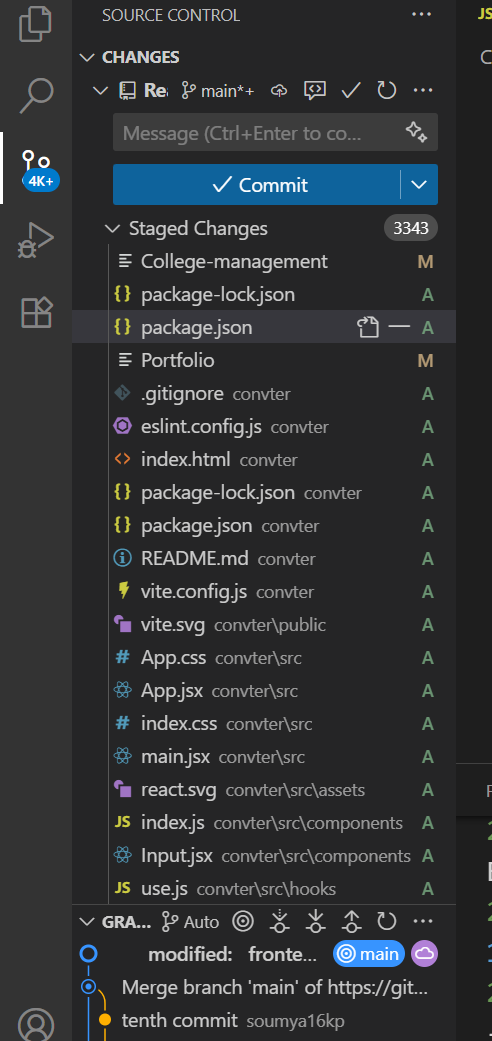 SOURCE CONTROL
JS
CHANGES
main*+
4K+
Message (Ctrl+Enter to co...
Commit
Staged Changes 3343
College-management M
{} package-lock.json A
{} package.json A
Portfolio M
.gitignore convter A
eslint.config.js convter A
<> index.html convter A
{} package-lock.json convter A
{} package.json convter A
README.md convter A
vite.config.js convter A
vite.svg convter\public A
# App.css convter\src A
App.jsx convter\src A
# index.css convter\src A
main.jsx convter\src A
react.svg convter\src\assets A
JS index.js convter\src\components A
Input.jsx convter\src\components A
JS use.js convter\src\hooks A
GRA... Auto
modified: fronte... main
Merge branch 'main' of https://git...
tenth commit soumya16kp